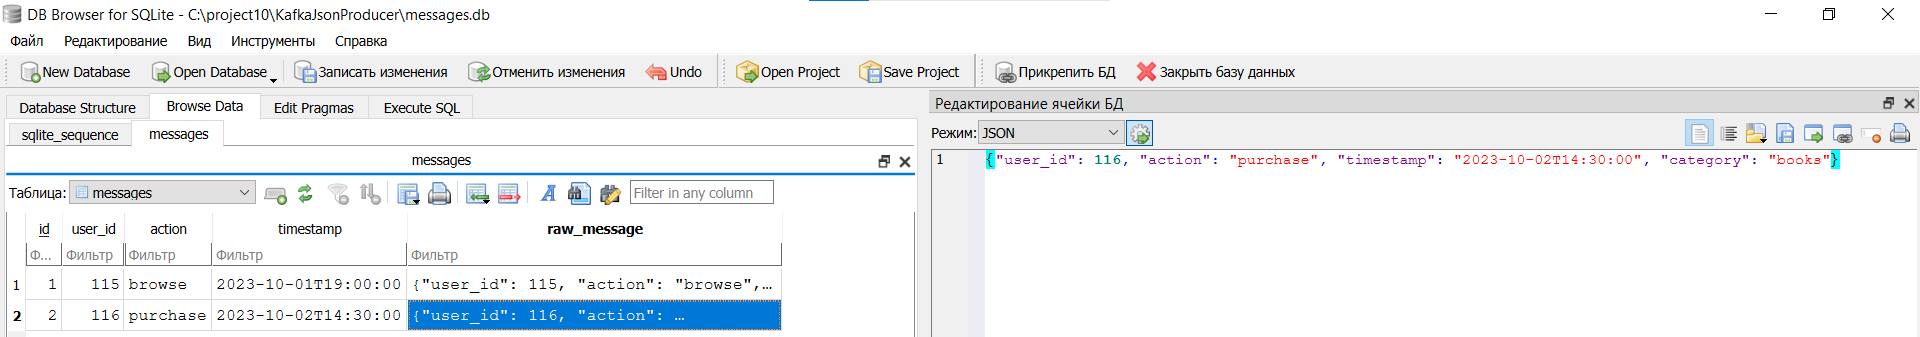 DB Browser for SQLite - C:\project10\KafkaJsonProducer\messages.db
Файл Редактирование Вид Инструменты Справка
New Database Open Database Записать изменения Отменить изменения Undo Open Project Save Project Прикрепить БД Закрыть базу данных
Database Structure Browse Data Edit Pragmas Execute SQL
sqlite_sequence messages
messages
Таблица: messages Filter in any column
id user_id action timestamp raw_message
Ф... Фильтр Фильтр Фильтр Фильтр
1 1 115 browse 2023-10-01T19:00:00 {"user_id": 115, "action": "browse",…
2 2 116 purchase 2023-10-02T14:30:00 {"user_id": 116, "action": …
Редактирование ячейки БД
Режим: JSON
1 {"user_id": 116, "action": "purchase", "timestamp": "2023-10-02T14:30:00", "category": "books"}